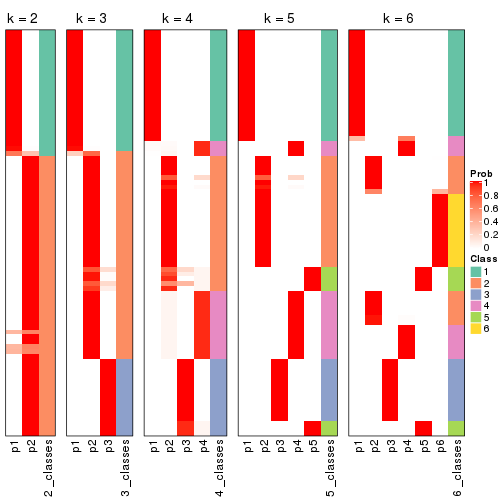 k = 2
k = 3
k = 4
k = 5
k = 6
Prob
1
0.8
0.6
0.4
0.2
0
Class
1
2
3
4
5
6
p1
p2
2_classes
p1
p2
p3
3_classes
p1
p2
p3
p4
4_classes
p1
p2
p3
p4
p5
5_classes
p1
p2
p3
p4
p5
p6
6_classes